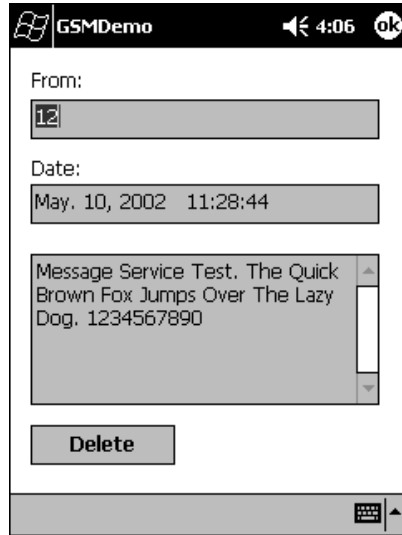 GSMDemo 4:06 ok
From:
12
Date:
May. 10, 2002 11:28:44
Message Service Test. The Quick
Brown Fox Jumps Over The Lazy
Dog. 1234567890
Delete